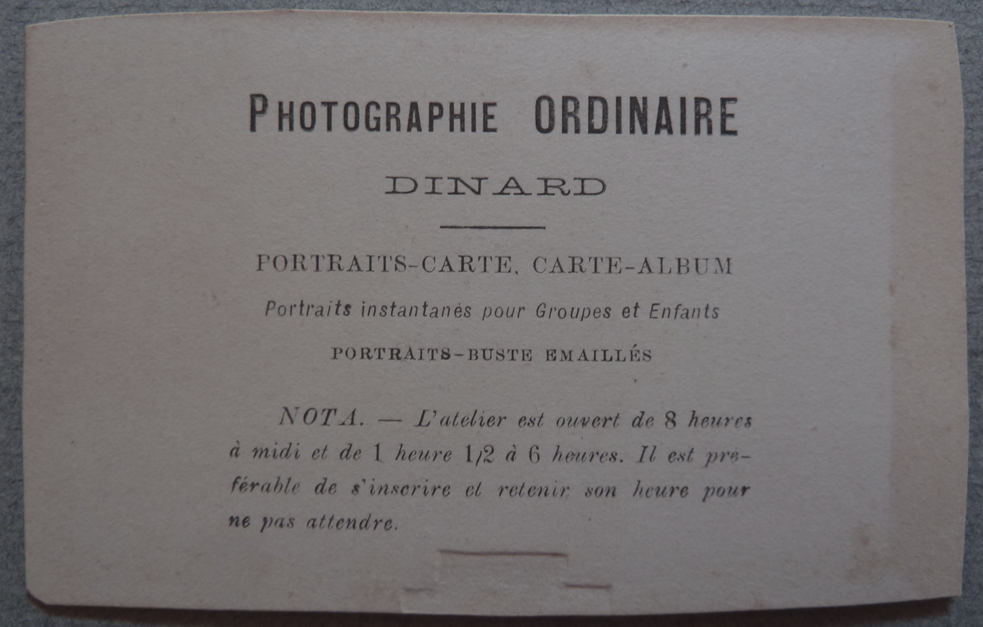 PHOTOGRAPHIE ORDINAIRE
DINARD
PORTRAITS-CARTE, CARTE-ALBUM
Portraits instantanés pour Groupes et Enfants
PORTRAITS-BUSTE EMAILLÉS
NOTA. — L'atelier est ouvert de 8 heures
à midi et de 1 heure 1/2 à 6 heures. Il est pré-
férable de s'inscrire et retenir son heure pour
ne pas attendre.